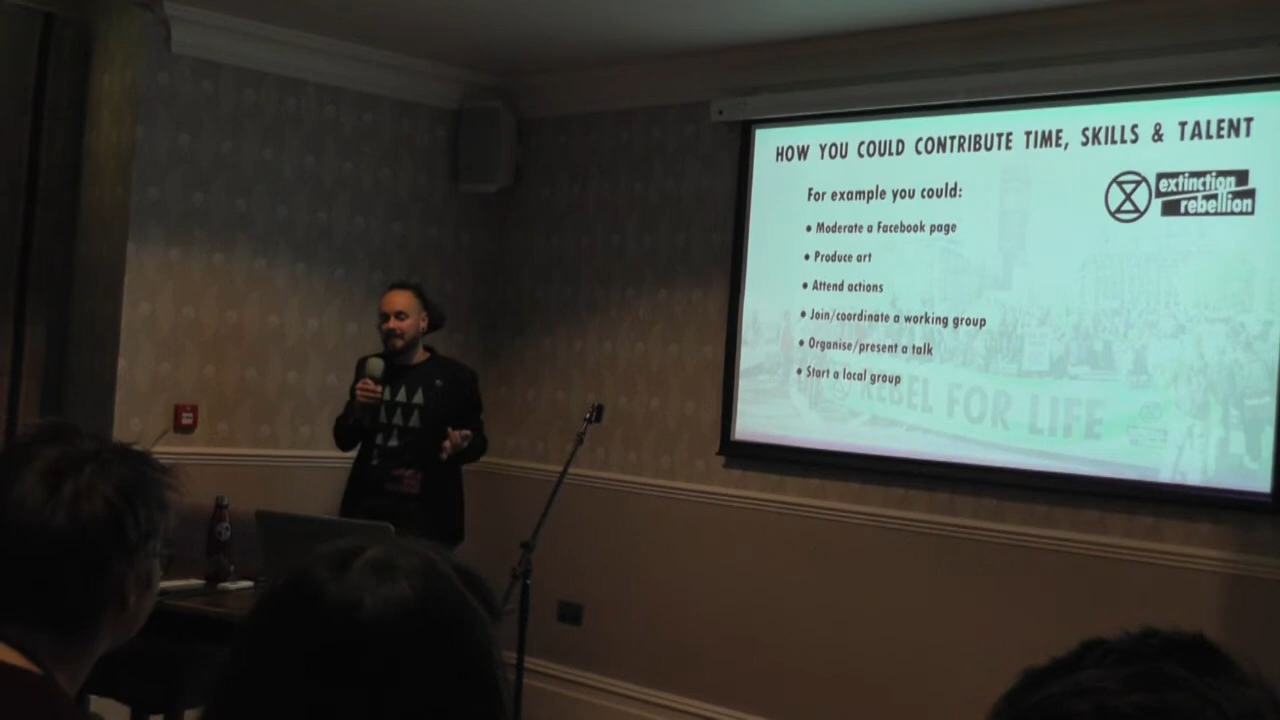 HOW YOU COULD CONTRIBUTE TIME, SKILLS & TALENT
extinction
rebellion
For example you could:
• Moderate a Facebook page
• Produce art
• Attend actions
• Join/coordinate a working group
• Organise/present a talk
• Start a local group
REBEL FOR LIFE